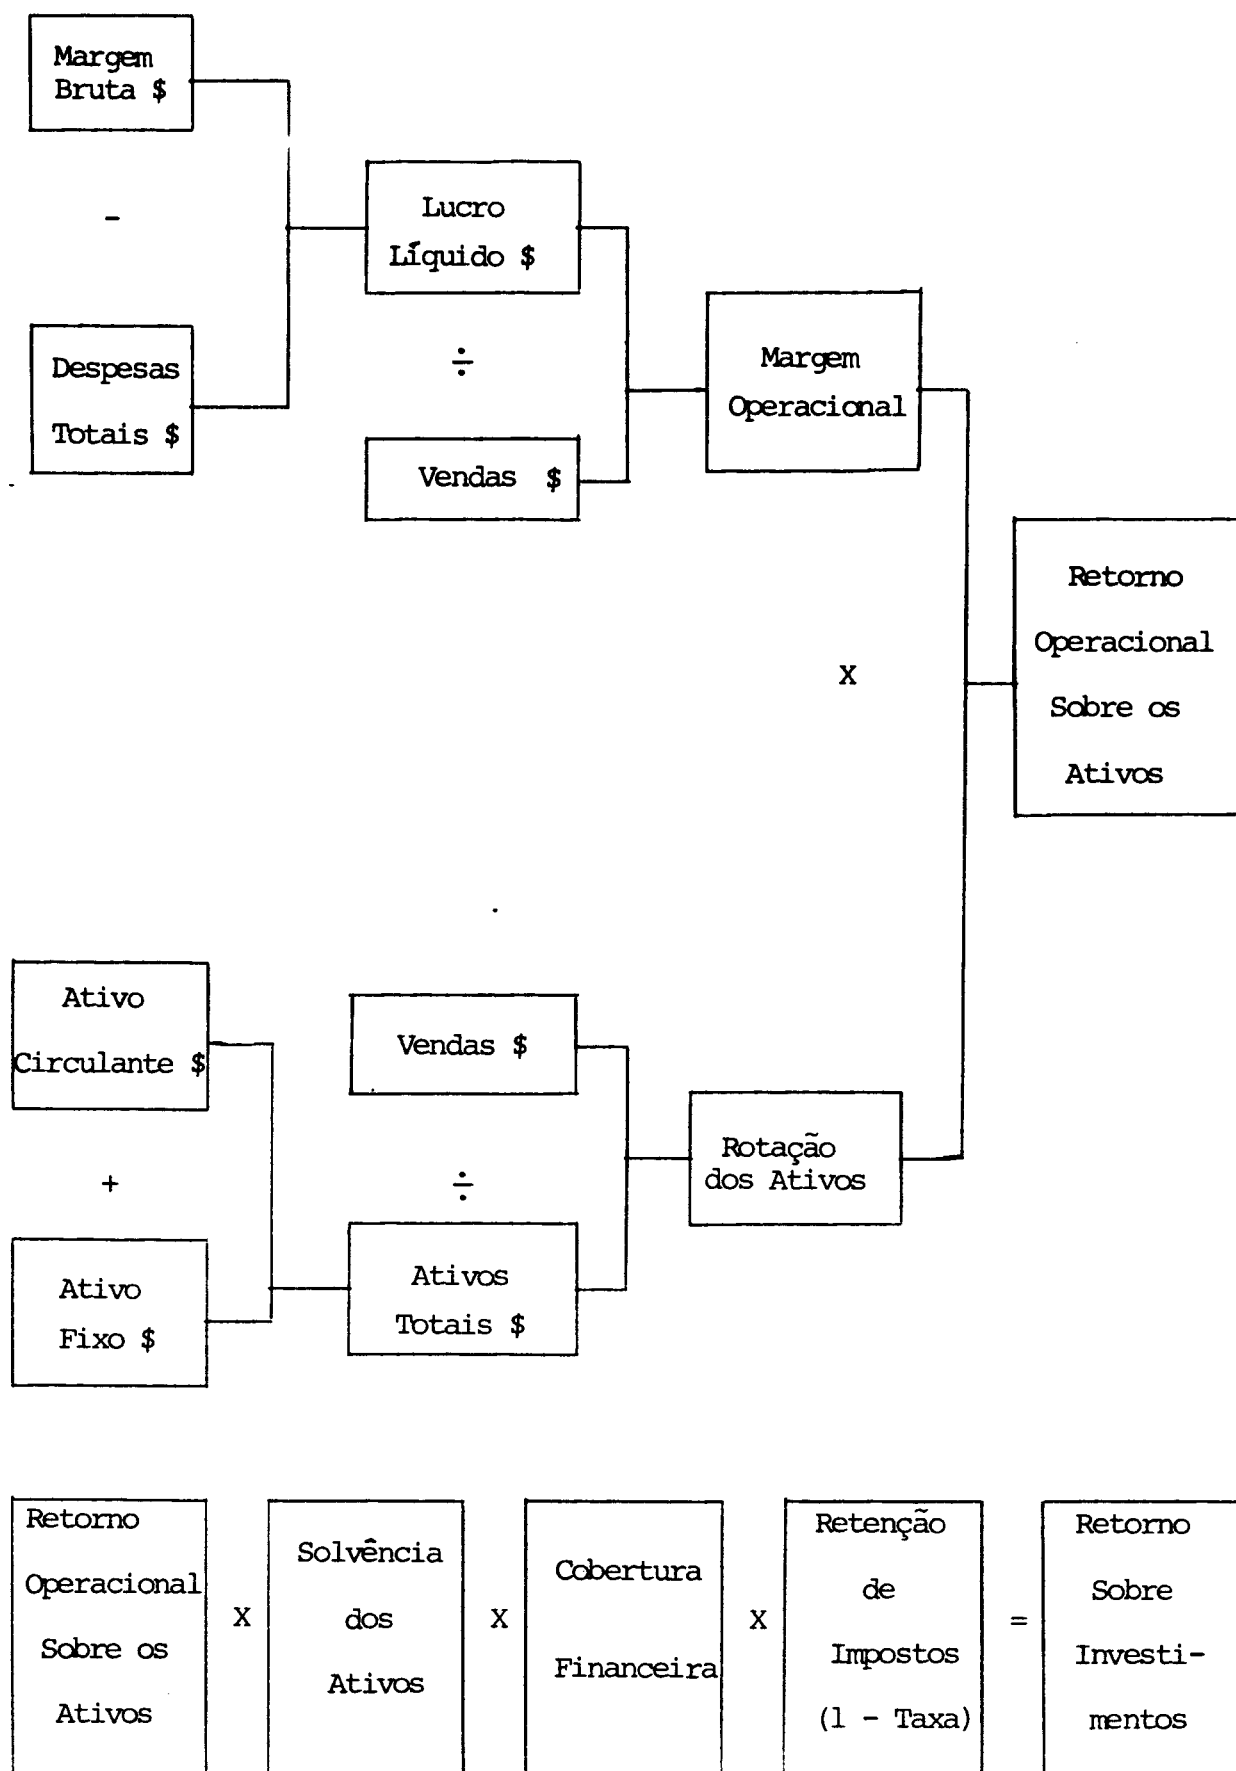 Margem
Bruta $
-
Despesas
Totais $
Lucro
Líquido $
÷
Vendas $
Margem
Operacional
X
Retorno
Operacional
Sobre os
Ativos
Ativo
Circulante $
+
Ativo
Fixo $
Vendas $
÷
Ativos
Totais $
Rotação
dos Ativos
Retorno
Operacional
Sobre os
Ativos
X
Solvência
dos
Ativos
X
Cobertura
Financeira
X
Retenção
de
Impostos
(1 - Taxa)
=
Retorno
Sobre
Investi-
mentos